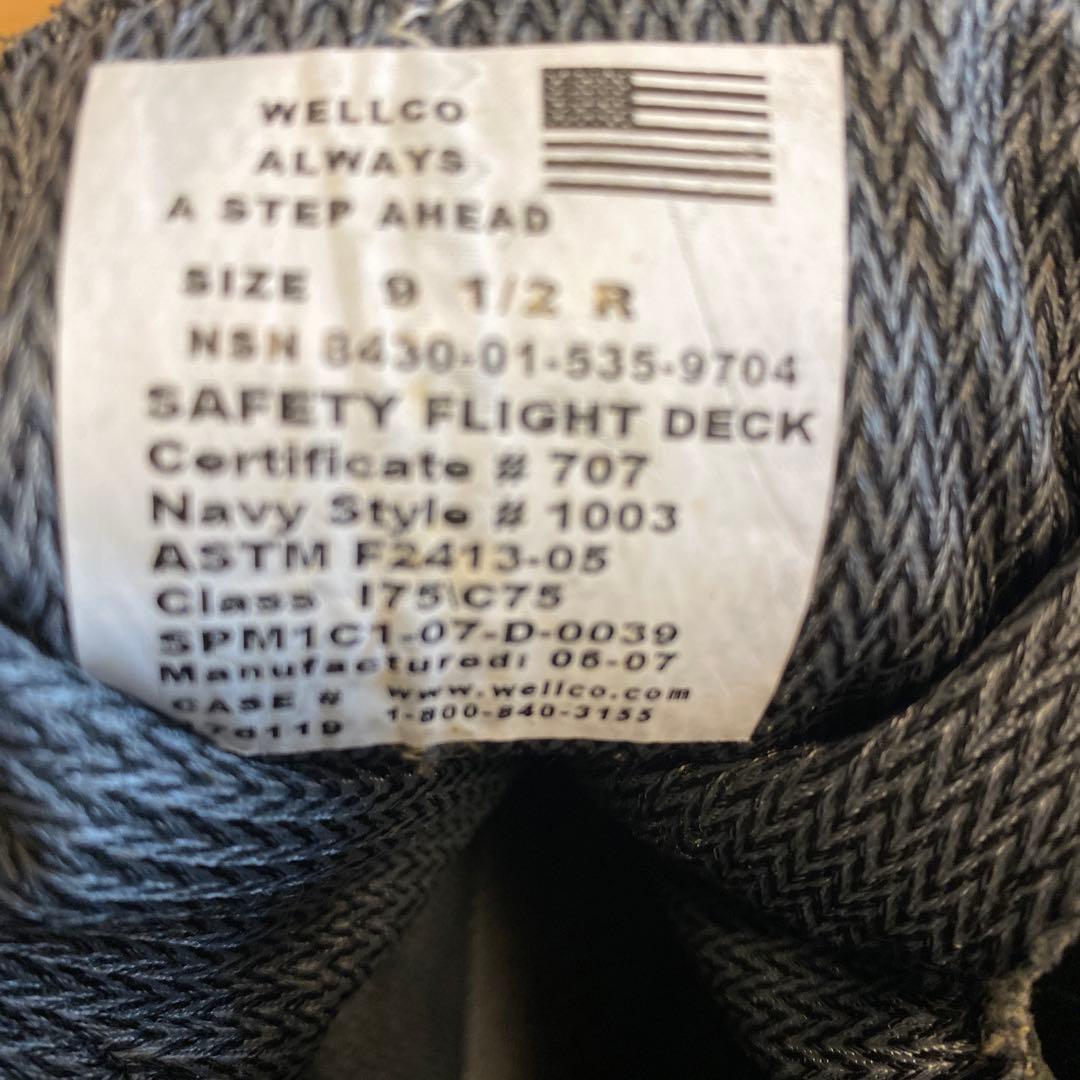 WELLCO
ALWAYS
A STEP AHEAD
SIZE 9 1/2 R
NSN 8430-01-535-9704
SAFETY FLIGHT DECK
Certificate # 707
Navy Style # 1003
ASTM F2413-05
Class I75\C75
SPM1C1-07-D-0039
Manufactured: 06-07
CASE # www.wellco.com
1-800-840-3155